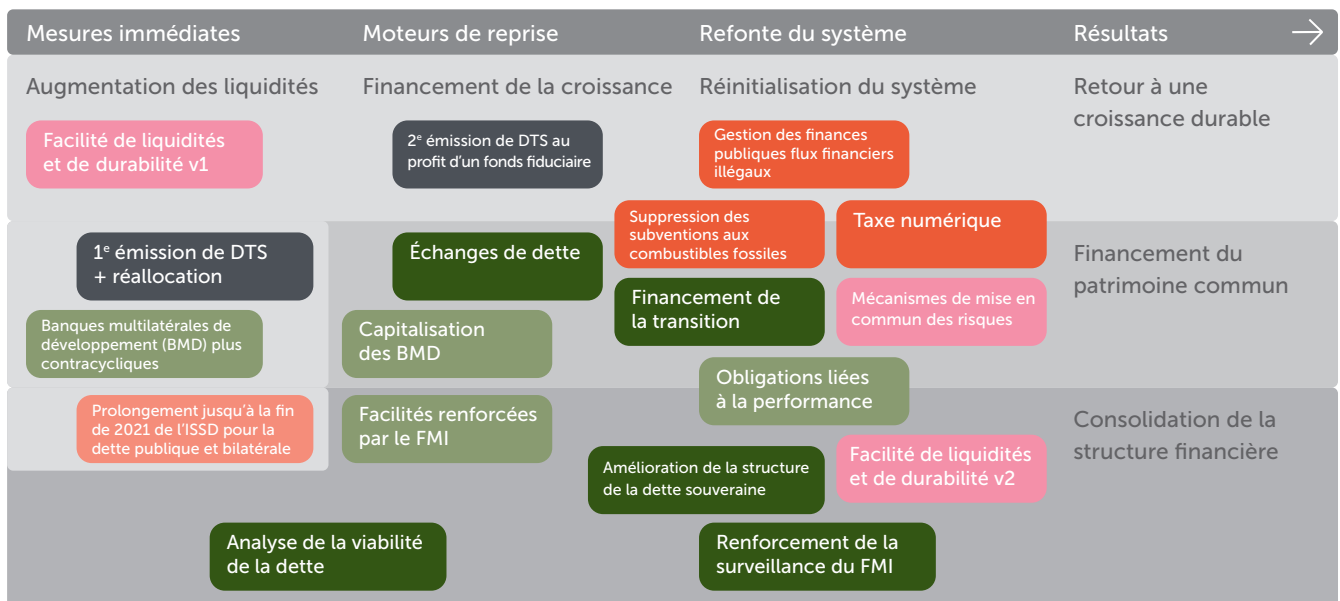 Mesures immédiates
Moteurs de reprise
Refonte du système
Résultats
Augmentation des liquidités
Financement de la croissance
Réinitialisation du système
Retour à une
croissance durable
Facilité de liquidités
et de durabilité v1
2e émission de DTS au
profit d'un fonds fiduciaire
Gestion des finances
publiques flux financiers
illégaux
Suppression des
subventions aux
combustibles fossiles
Taxe numérique
1e émission de DTS
+ réallocation
Échanges de dette
Financement du
patrimoine commun
Financement de
la transition
Mécanismes de mise en
commun des risques
Banques multilatérales de
développement (BMD) plus
contracycliques
Capitalisation
des BMD
Obligations liées
à la performance
Prolongement jusqu'à la fin
de 2021 de l'ISSD pour la
dette publique et bilatérale
Facilités renforcées
par le FMI
Consolidation de la
structure financière
Amélioration de la structure
de la dette souveraine
Facilité de liquidités
et de durabilité v2
Analyse de la viabilité
de la dette
Renforcement de la
surveillance du FMI